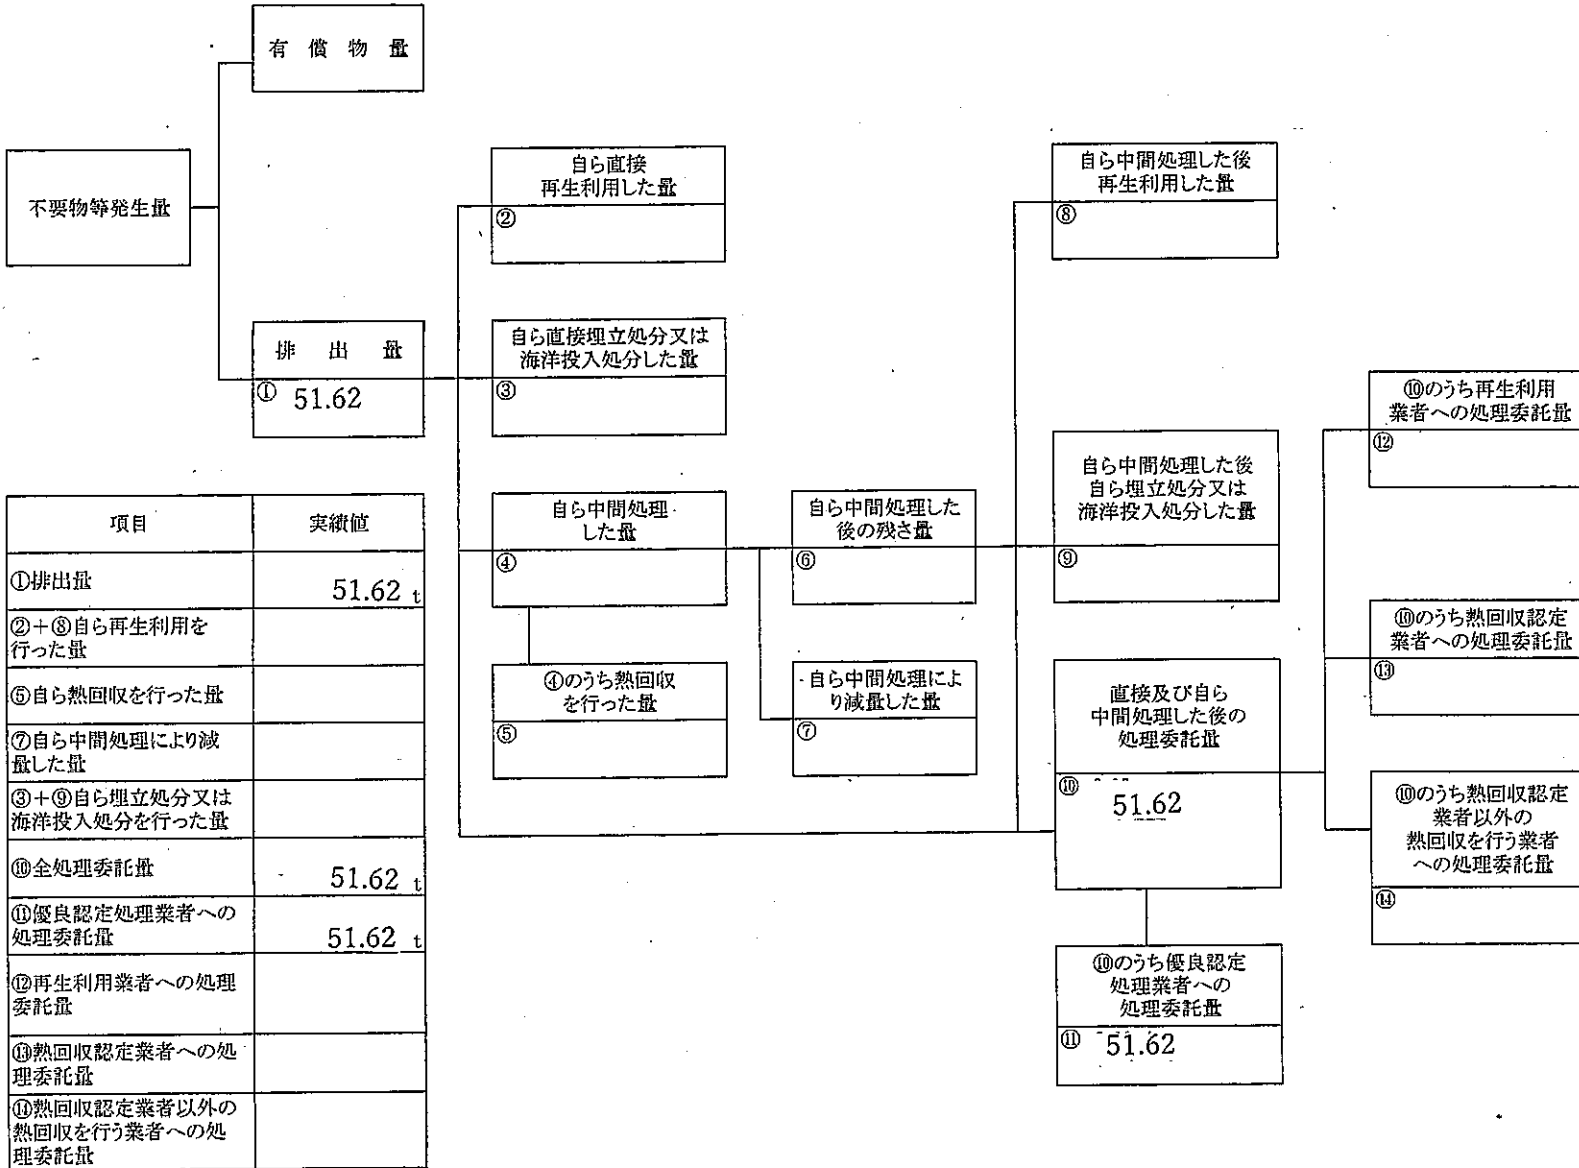 有償物量
不要物等発生量
排出量
① 51.62
自ら直接
再生利用した量
②
自ら直接埋立処分又は
海洋投入処分した量
③
自ら中間処理
した量
④
④のうち熱回収
を行った量
⑤
自ら中間処理した
後の残さ量
⑥
自ら中間処理によ
り減量した量
⑦
自ら中間処理した後
再生利用した量
⑧
自ら中間処理した後
自ら埋立処分又は
海洋投入処分した量
⑨
直接及び自ら
中間処理した後の
処理委託量
⑩ 51.62
⑩のうち優良認定
処理業者への
処理委託量
⑪ 51.62
⑩のうち再生利用
業者への処理委託量
⑫
⑩のうち熱回収認定
業者への処理委託量
⑬
⑩のうち熱回収認定
業者以外の
熱回収を行う業者
への処理委託量
⑭
項目 実績値
①排出量 51.62 t
②+⑧自ら再生利用を
行った量
⑤自ら熱回収を行った量
⑦自ら中間処理により減
量した量
③+⑨自ら埋立処分又は
海洋投入処分を行った量
⑩全処理委託量 51.62 t
⑪優良認定処理業者への
処理委託量 51.62 t
⑫再生利用業者への処理
委託量
⑬熱回収認定業者への処
理委託量
⑭熱回収認定業者以外の
熱回収を行う業者への処
理委託量